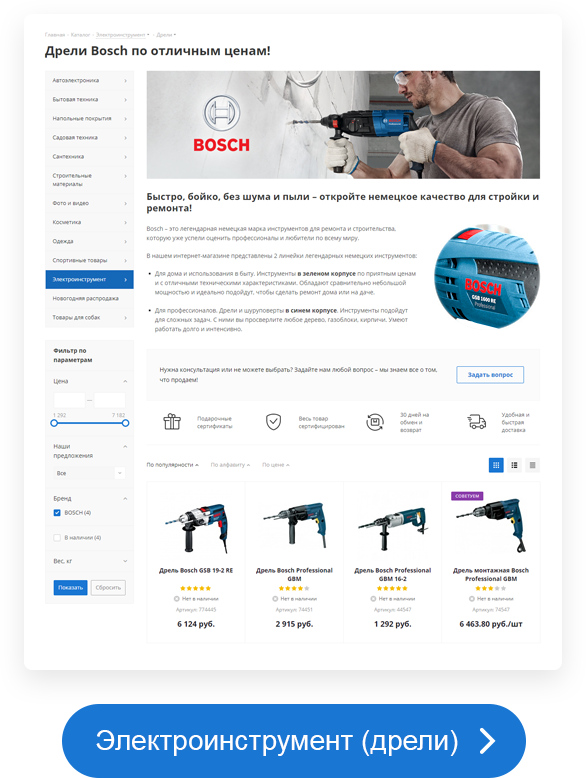 Главная - Каталог - Электроинструмент - Дрели
Дрели Bosch по отличным ценам!
Автоэлектроника
Бытовая техника
Напольные покрытия
Садовая техника
Сантехника
Строительные
материалы
Фото и видео
Косметика
Одежда
Спортивные товары
Электроинструмент
Новогодняя распродажа
Товары для собак
BOSCH
Быстро, бойко, без шума и пыли – откройте немецкое качество для стройки и
ремонта!
Bosch – это легендарная немецкая марка инструментов для ремонта и строительства,
которую уже успели оценить профессионалы и любители по всему миру.
В нашем интернет-магазине представлены 2 линейки легендарных немецких инструментов:
• Для дома и использования в быту. Инструменты в зеленом корпусе по приятным ценам
и с отличными техническими характеристиками. Обладают сравнительно небольшой
мощностью и идеально подойдут, чтобы сделать ремонт дома или на даче.
• Для профессионалов. Дрели и шуруповерты в синем корпусе. Инструменты подойдут
для сложных задач. С ними вы просверлите любое дерево, газоблоки, кирпичи. Умеют
работать долго и интенсивно.
BOSCH
GSB 1600 RE
Professional
Нужна консультация или не можете выбрать? Задайте нам любой вопрос – мы знаем все о том,
что продаем!
Задать вопрос
Подарочные
сертификаты
Весь товар
сертифицирован
30 дней на
обмен и
возврат
Удобная и
быстрая
доставка
Фильтр по
параметрам
Цена
—
1 292 7 182
Наши
предложения
Все
Бренд
BOSCH (4)
В наличии (4)
Вес, кг
Показать Сбросить
По популярности По алфавиту По цене
Дрель Bosch GSB 19-2 RE
Нет в наличии
Артикул: 774445
6 124 руб.
Дрель Bosch Professional
GBM
Нет в наличии
Артикул: 74451
2 915 руб.
Дрель Bosch Professional
GBM 16-2
Нет в наличии
Артикул: 44547
1 292 руб.
СОВЕТУЕМ
Дрель монтажная Bosch
Professional GBM
Нет в наличии
Артикул: 74547
6 463.80 руб./шт
Электроинструмент (дрели)